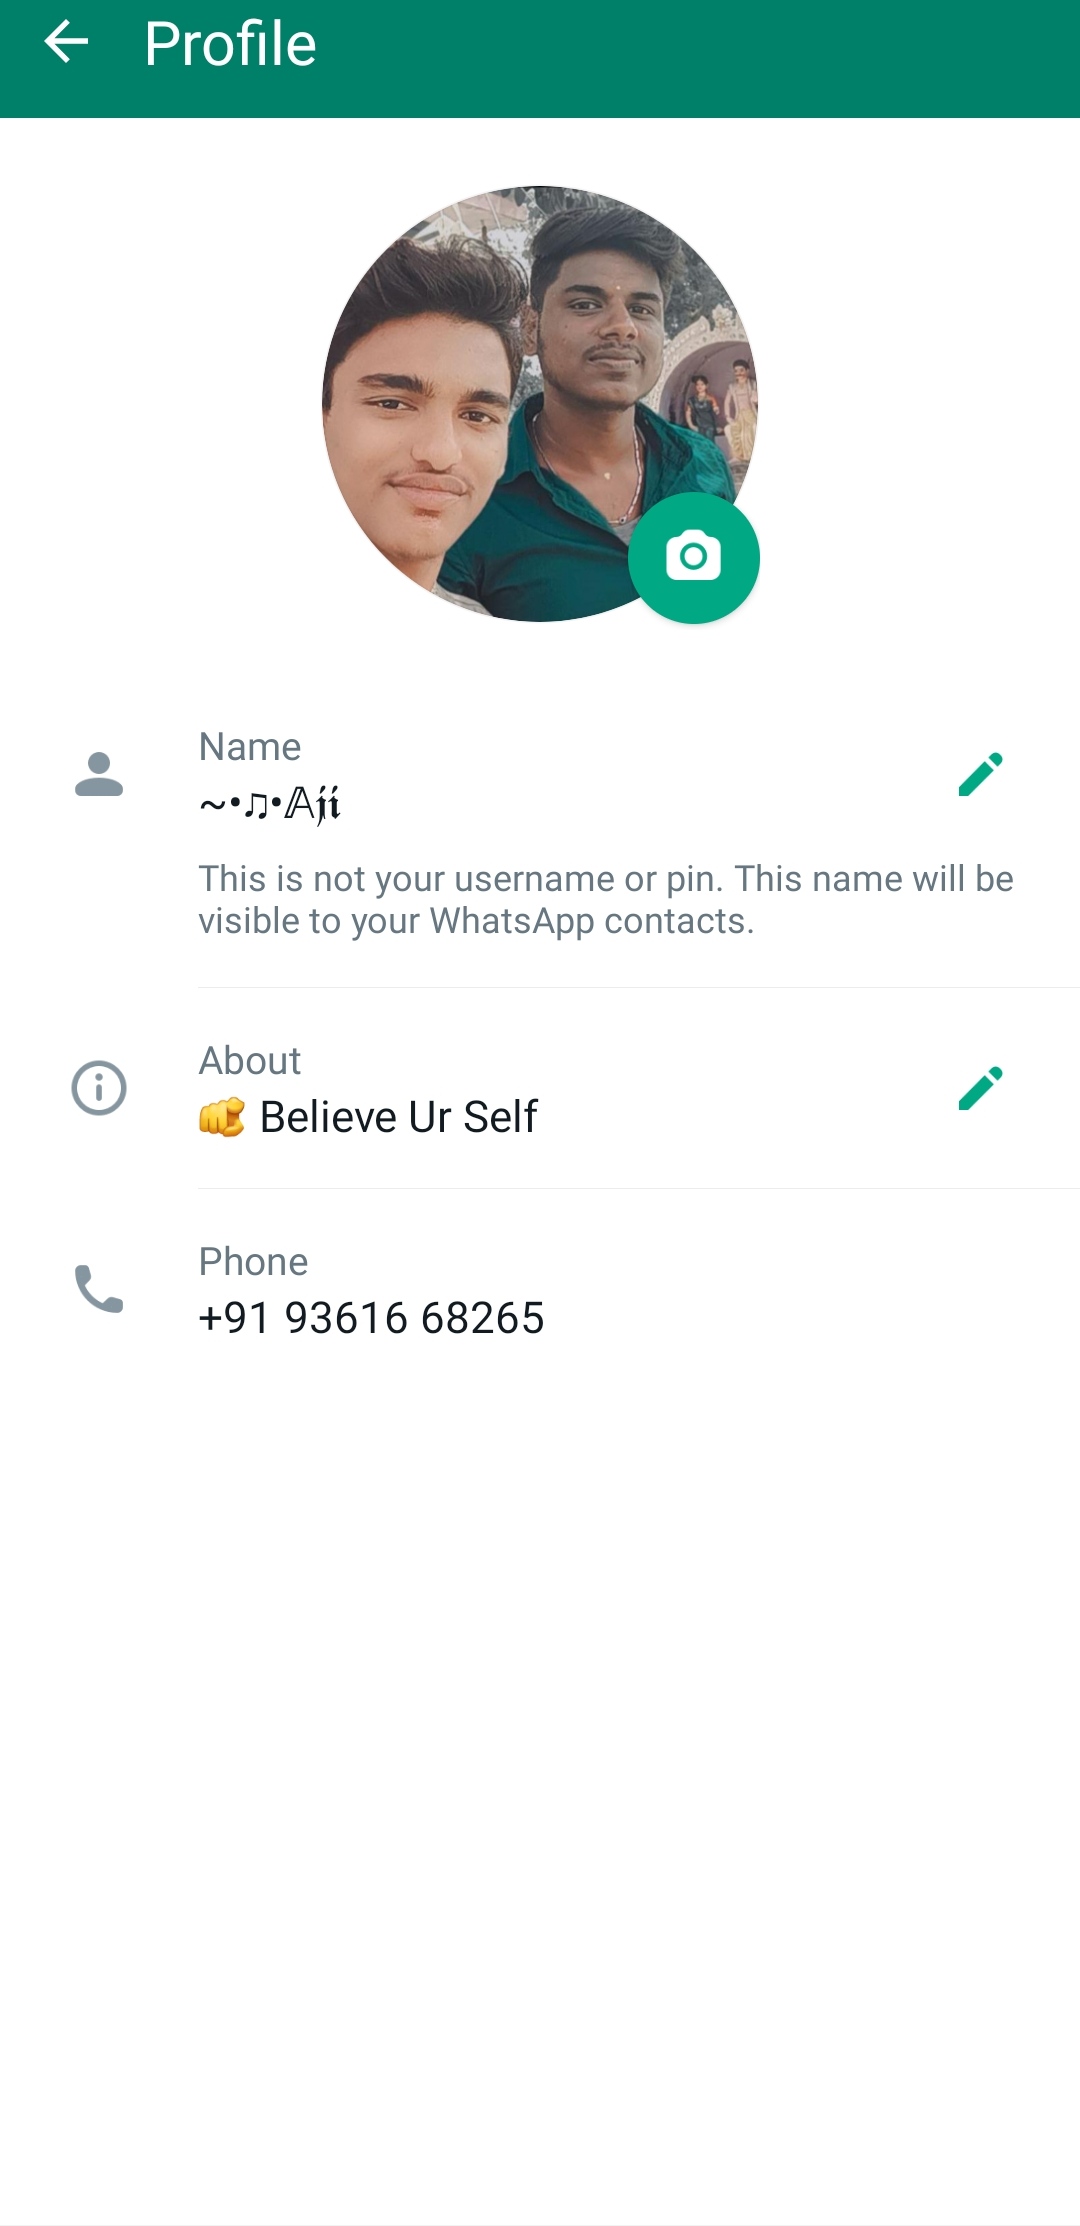 Profile
Name
~•♫•𝔸𝖏𝖎
This is not your username or pin. This name will be
visible to your WhatsApp contacts.
About
🫵 Believe Ur Self
Phone
+91 93616 68265